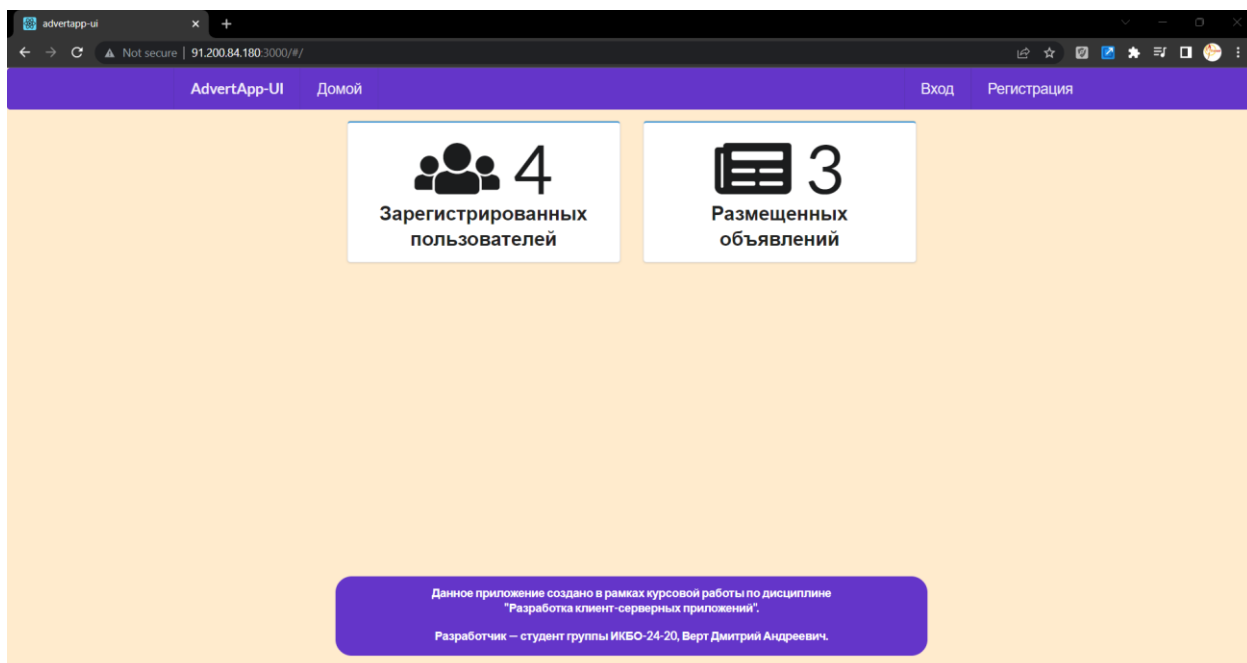 advertapp-ui
Not secure | 91.200.84.180:3000/#/
AdvertApp-UI Домой Вход Регистрация
4
Зарегистрированных
пользователей
3
Размещенных
объявлений
Данное приложение создано в рамках курсовой работы по дисциплине
"Разработка клиент-серверных приложений".
Разработчик — студент группы ИКБО-24-20, Верт Дмитрий Андреевич.